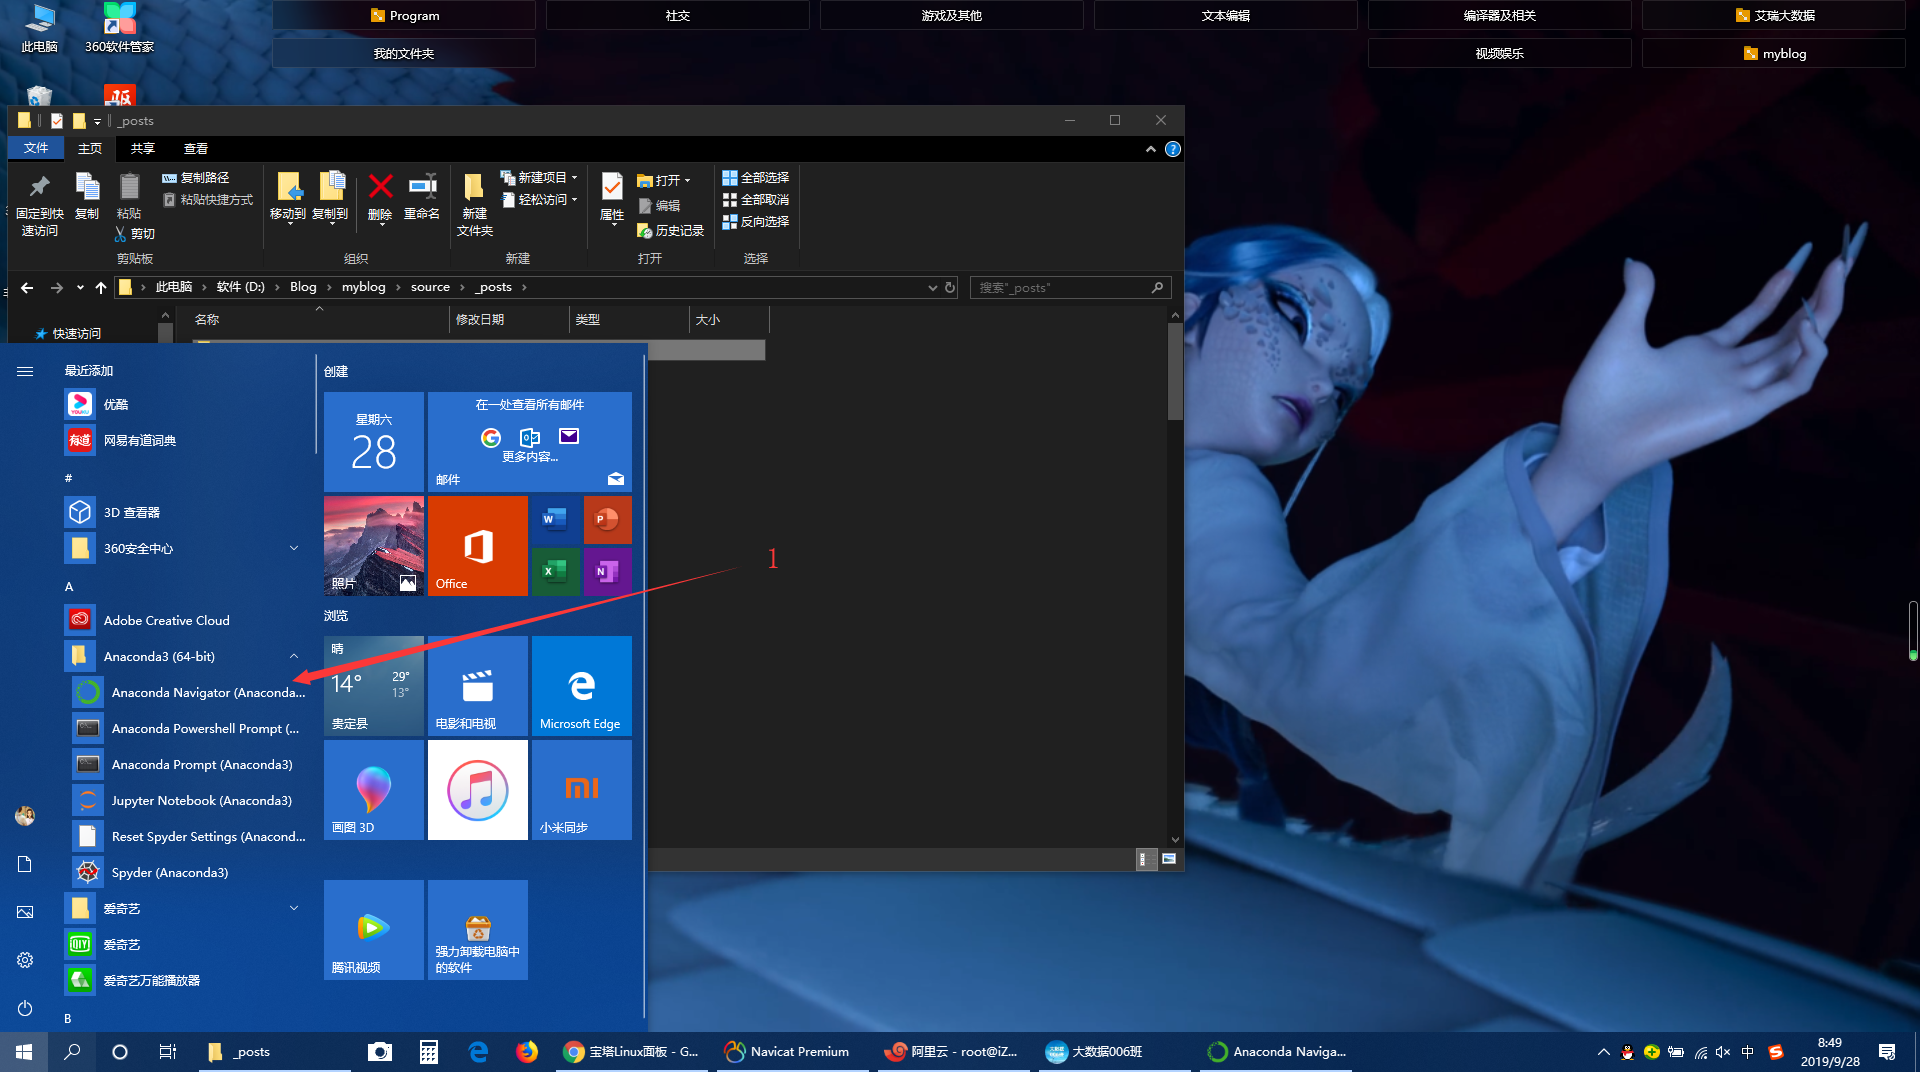 此电脑
360软件管家
Program
社交
游戏及其他
文本编辑
编译器及相关
艾瑞大数据
我的文件夹
视频娱乐
myblog
_posts
文件
主页
共享
查看
固定到快
速访问
复制
粘贴
复制路径
粘贴快捷方式
剪切
剪贴板
移动到
复制到
删除
重命名
组织
新建
文件夹
新建项目
轻松访问
新建
属性
打开
编辑
历史记录
打开
全部选择
全部取消
反向选择
选择
此电脑 › 软件 (D:) › Blog › myblog › source › _posts ›
搜索"_posts"
快速访问
名称
修改日期
类型
大小
最近添加
优酷
网易有道词典
#
3D 查看器
360安全中心
A
Adobe Creative Cloud
Anaconda3 (64-bit)
Anaconda Navigator (Anaconda...
Anaconda Powershell Prompt (...
Anaconda Prompt (Anaconda3)
Jupyter Notebook (Anaconda3)
Reset Spyder Settings (Anacond...
Spyder (Anaconda3)
爱奇艺
爱奇艺
爱奇艺万能播放器
B
创建
星期六
28
在一处查看所有邮件
更多内容...
邮件
照片
Office
浏览
晴
14°
29°
13°
贵定县
电影和电视
Microsoft Edge
画图 3D
小米同步
腾讯视频
强力卸载电脑中
的软件
1
_posts
宝塔Linux面板 - G...
Navicat Premium
阿里云 - root@iZ...
大数据006班
Anaconda Naviga...
中
8:49
2019/9/28